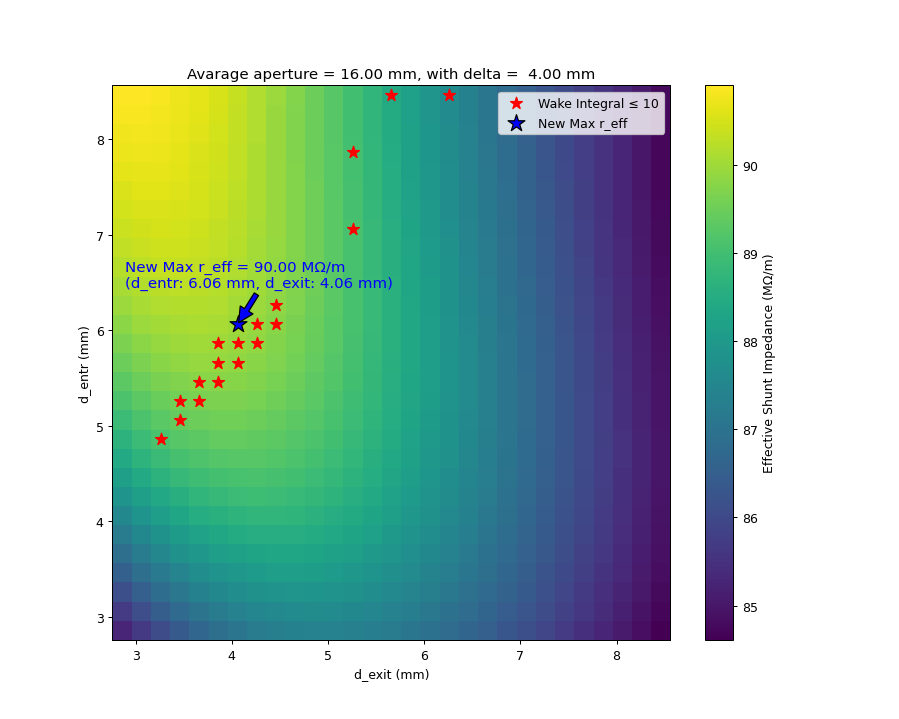 Avarage aperture = 16.00 mm, with delta =  4.00 mm
Wake Integral ≤ 10
New Max r_eff
New Max r_eff = 90.00 MΩ/m
(d_entr: 6.06 mm, d_exit: 4.06 mm)
d_entr (mm)
8
7
6
5
4
3
3 4 5 6 7 8
d_exit (mm)
90
89
88
87
86
85
Effective Shunt Impedance (MΩ/m)